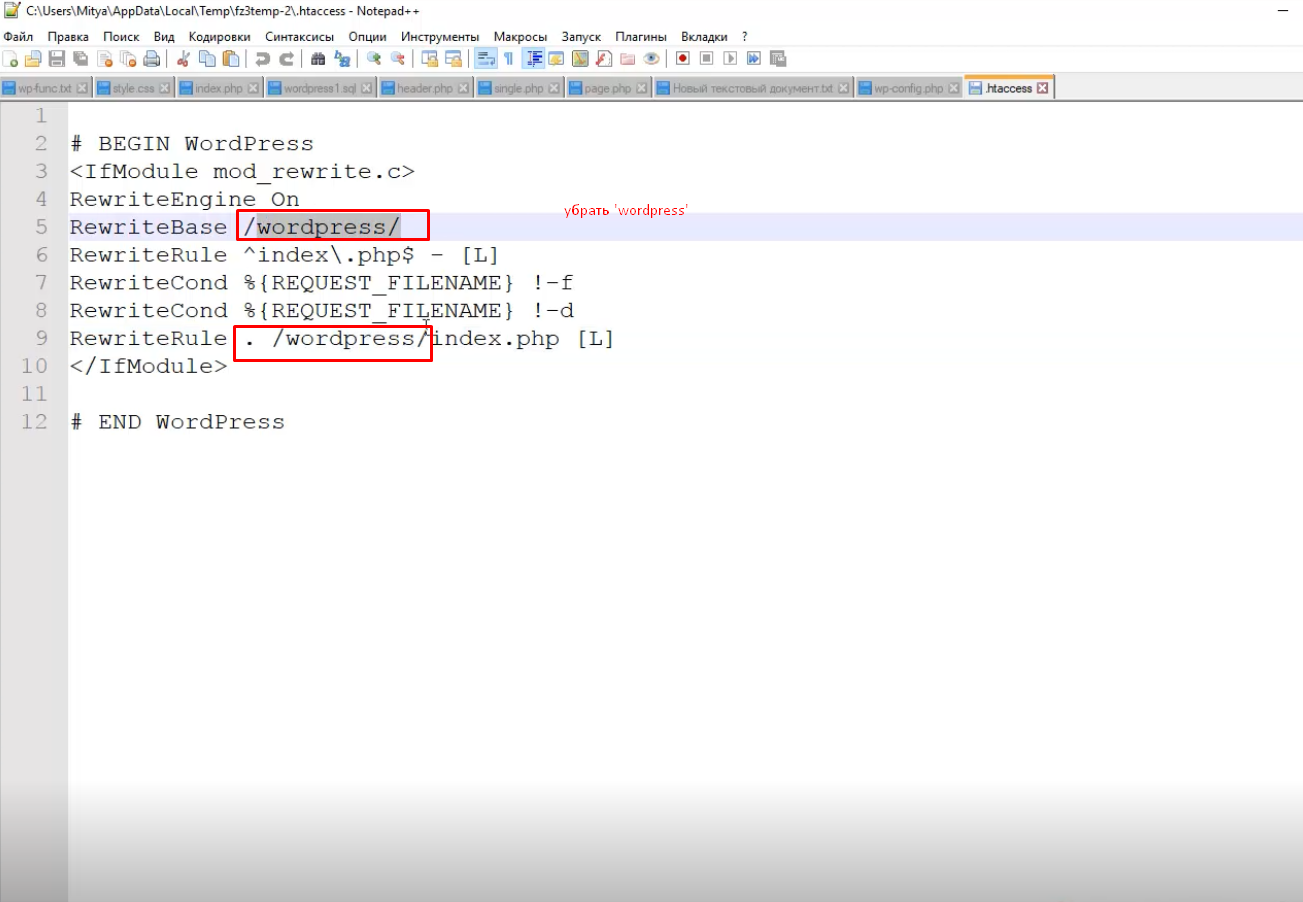 C:\Users\Mitya\AppData\Local\Temp\fz3temp-2\.htaccess - Notepad++
Файл Правка Поиск Вид Кодировки Синтаксисы Опции Инструменты Макросы Запуск Плагины Вкладки ?
wp-func.txt style.css index.php wordpress1.sql header.php single.php page.php Новый текстовый документ.txt wp-config.php .htaccess
1
2 # BEGIN WordPress
3 <IfModule mod_rewrite.c>
4 RewriteEngine On
убрать 'wordpress'
5 RewriteBase /wordpress/
6 RewriteRule ^index\.php$ - [L]
7 RewriteCond %{REQUEST_FILENAME} !-f
8 RewriteCond %{REQUEST_FILENAME} !-d
9 RewriteRule . /wordpress/index.php [L]
10 </IfModule>
11
12 # END WordPress